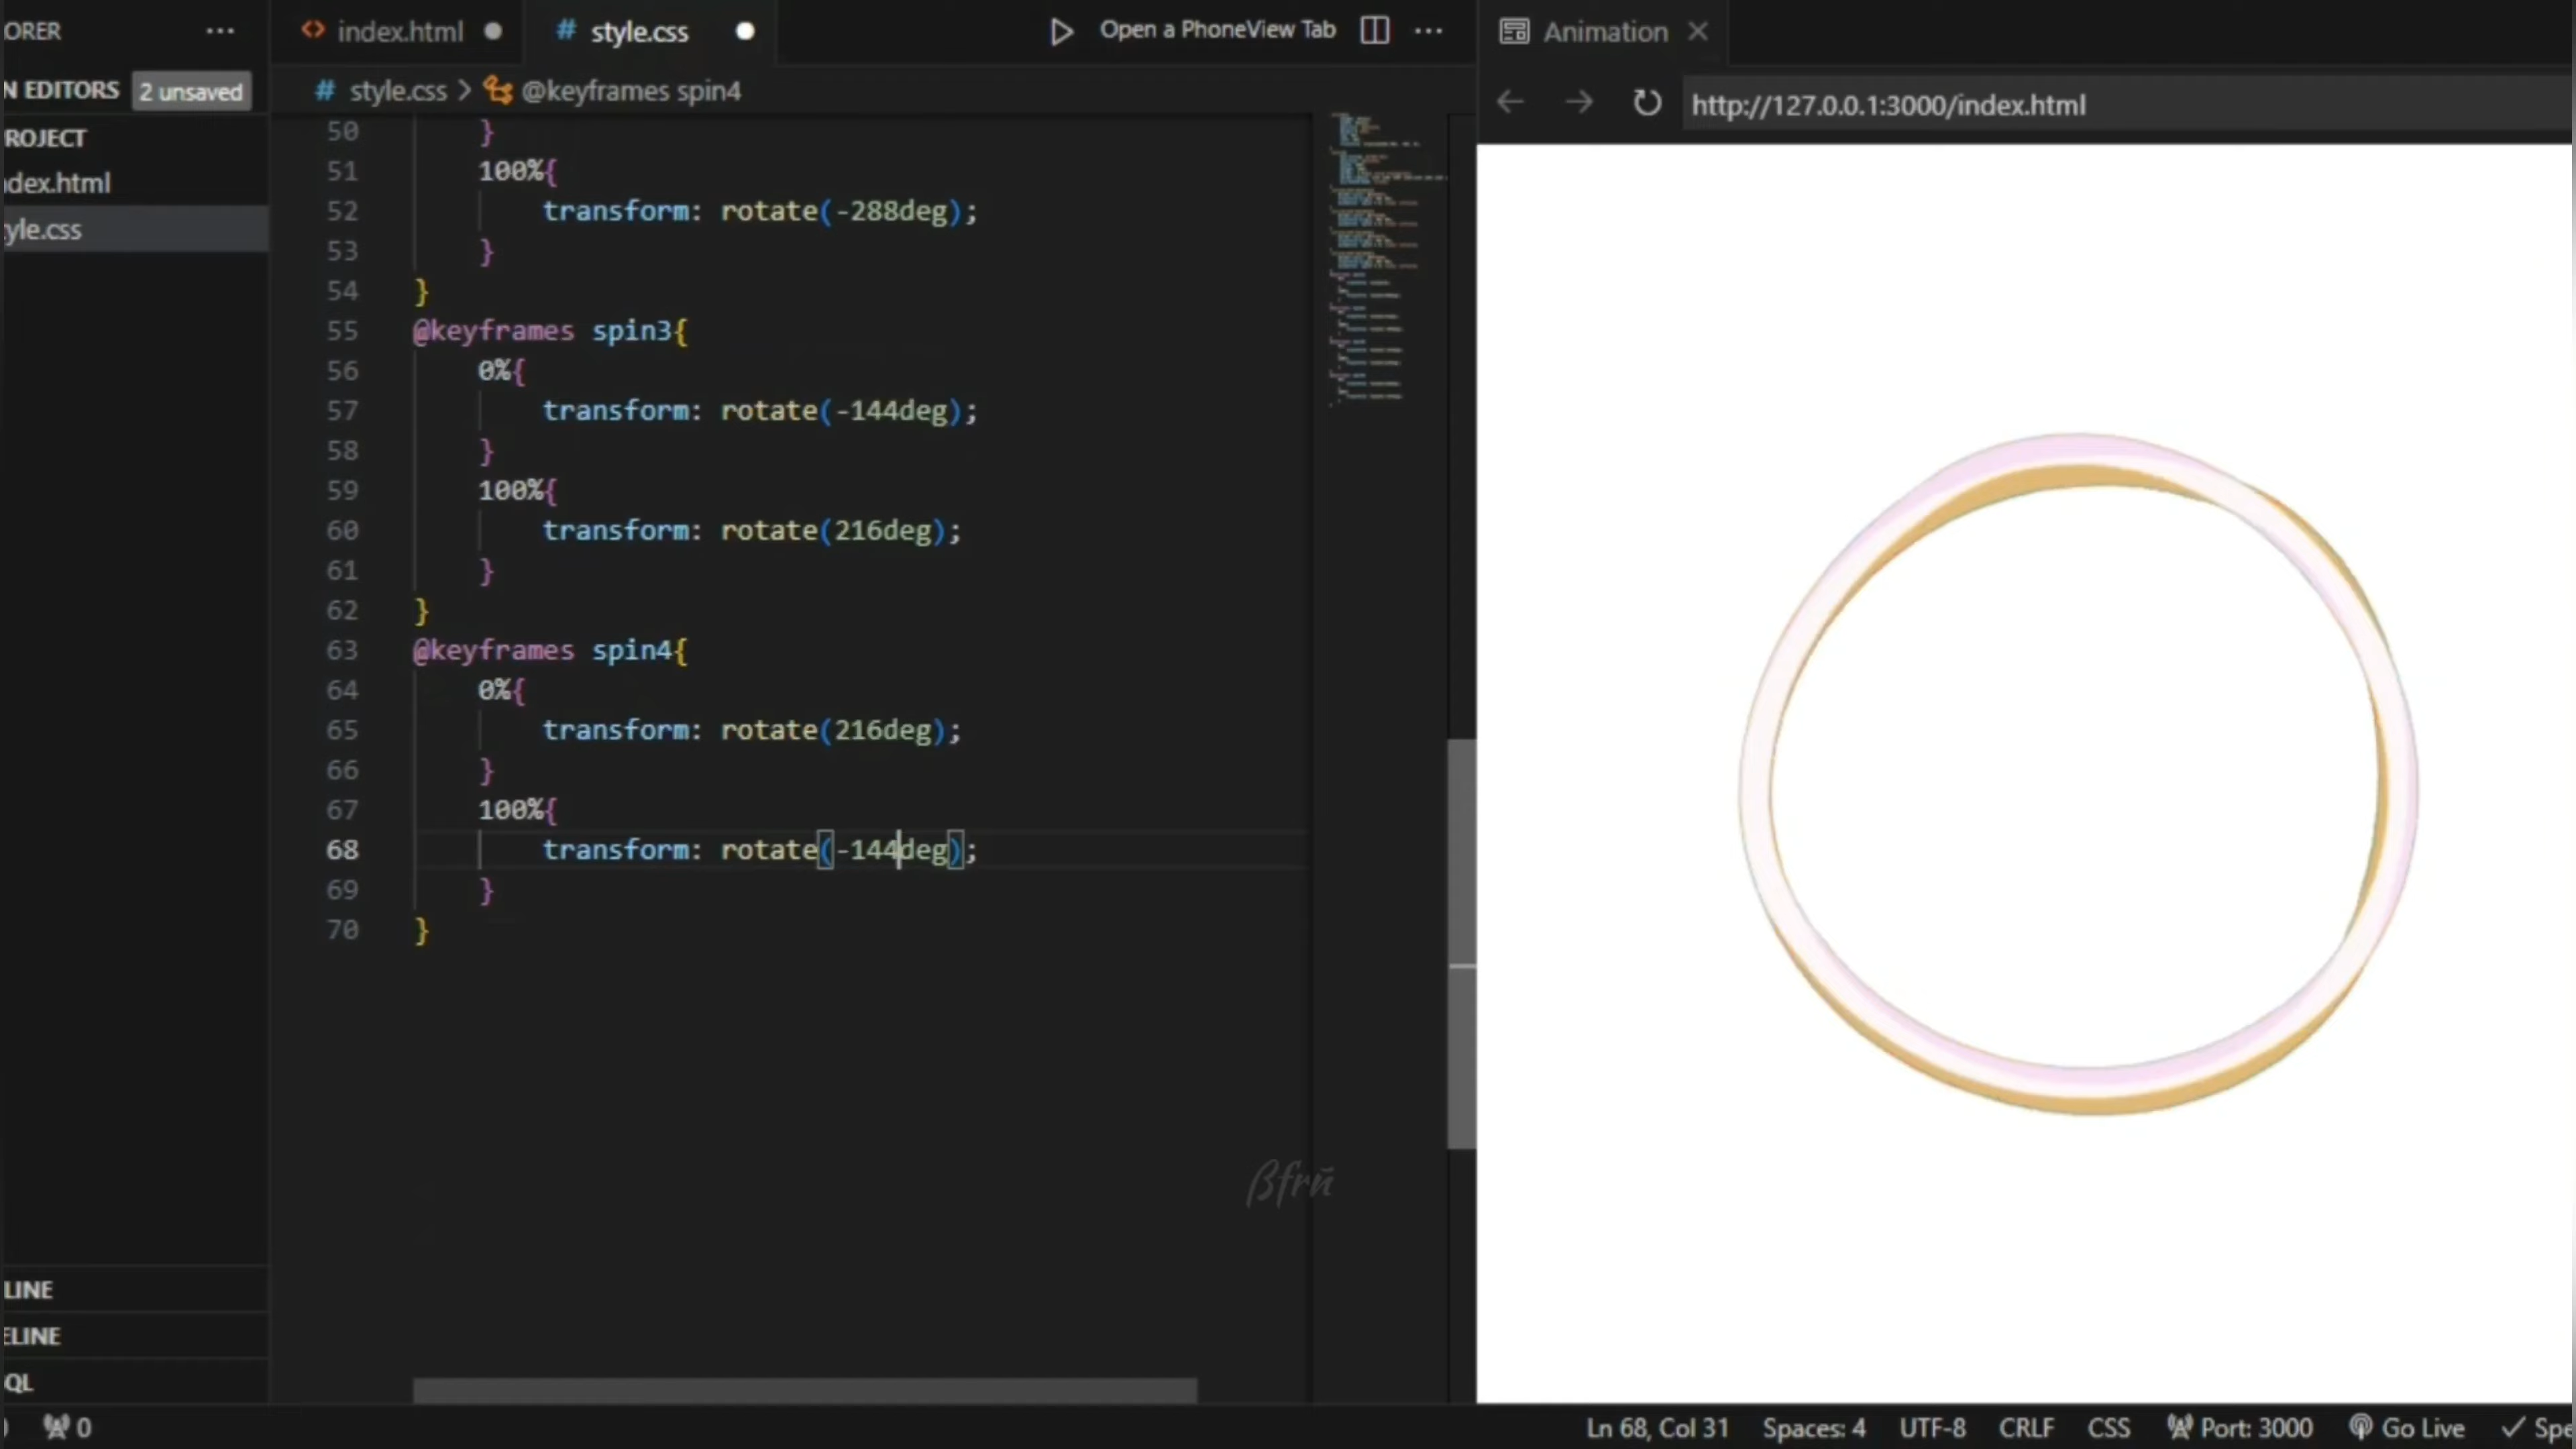 ORER ···
index.html
style.css
Open a PhoneView Tab ···
Animation
N EDITORS 2 unsaved
# style.css > @keyframes spin4
http://127.0.0.1:3000/index.html
ROJECT
dex.html
yle.css
50 }
51 100%{
52 transform: rotate(-288deg);
53 }
54 }
55 @keyframes spin3{
56 0%{
57 transform: rotate(-144deg);
58 }
59 100%{
60 transform: rotate(216deg);
61 }
62 }
63 @keyframes spin4{
64 0%{
65 transform: rotate(216deg);
66 }
67 100%{
68 transform: rotate(-144deg);
69 }
70 }
βfrñ
LINE
ELINE
QL
0
Ln 68, Col 31 Spaces: 4 UTF-8 CRLF CSS Port: 3000 Go Live Spe